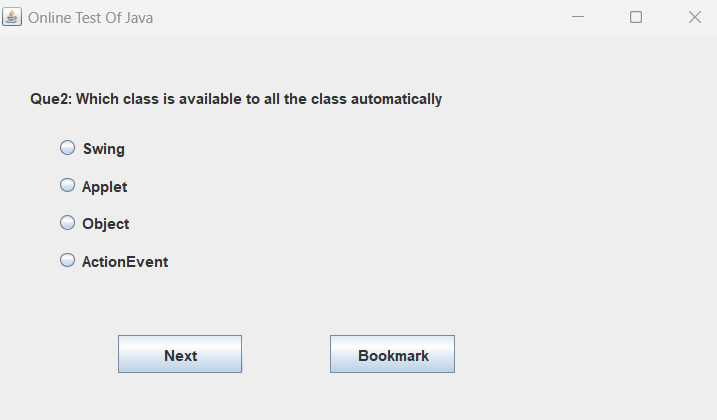 Online Test Of Java
Que2: Which class is available to all the class automatically
Swing
Applet
Object
ActionEvent
Next
Bookmark